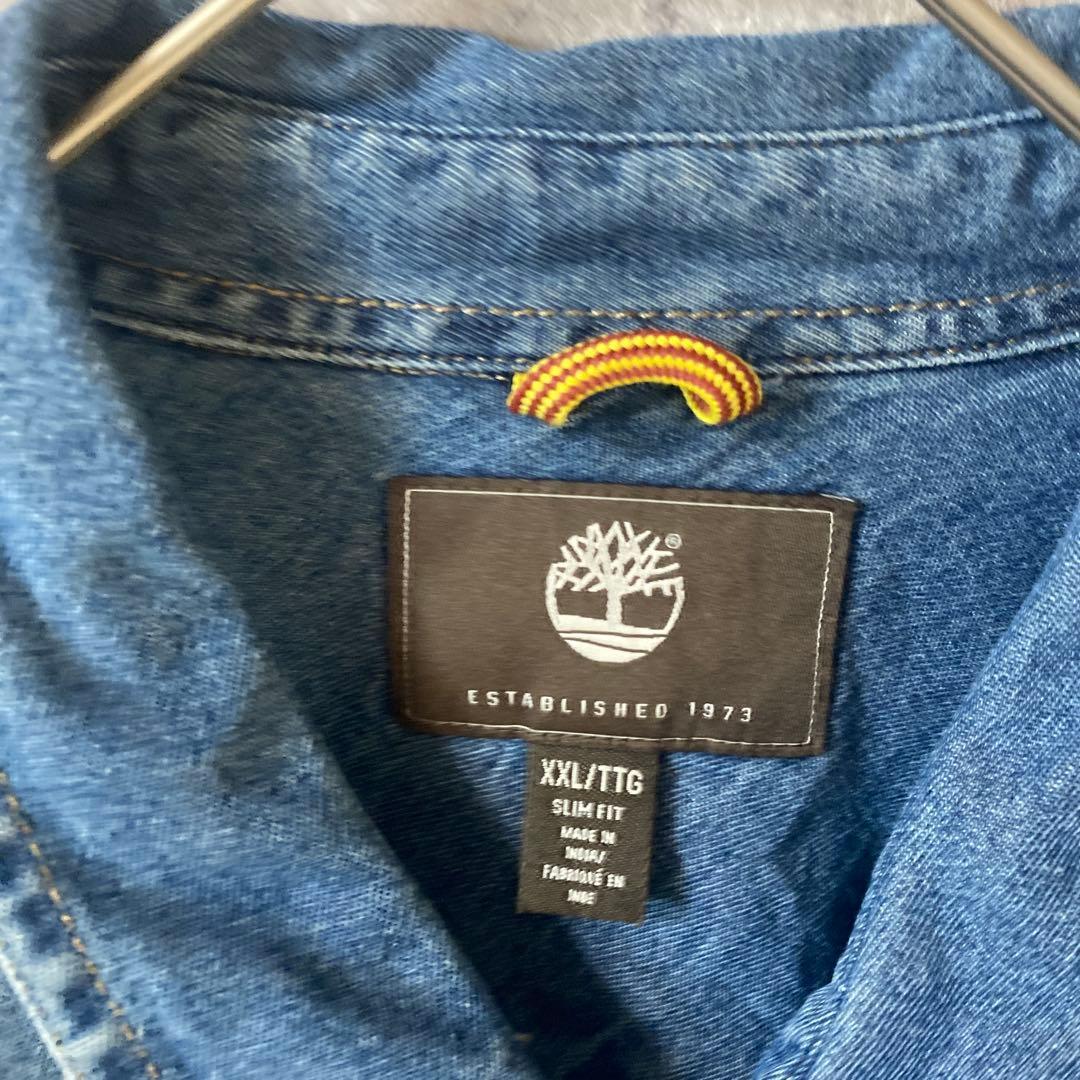 ®
ESTABLISHED 1973
XXL/TTG
SLIM FIT
MADE IN
INDIA/
FABRIQUÉ EN
INDE